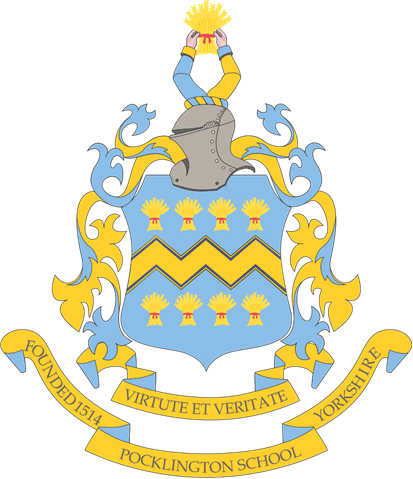 VIRTUTE ET VERITATE
FOUNDED 1514
POCKLINGTON SCHOOL
YORKSHIRE